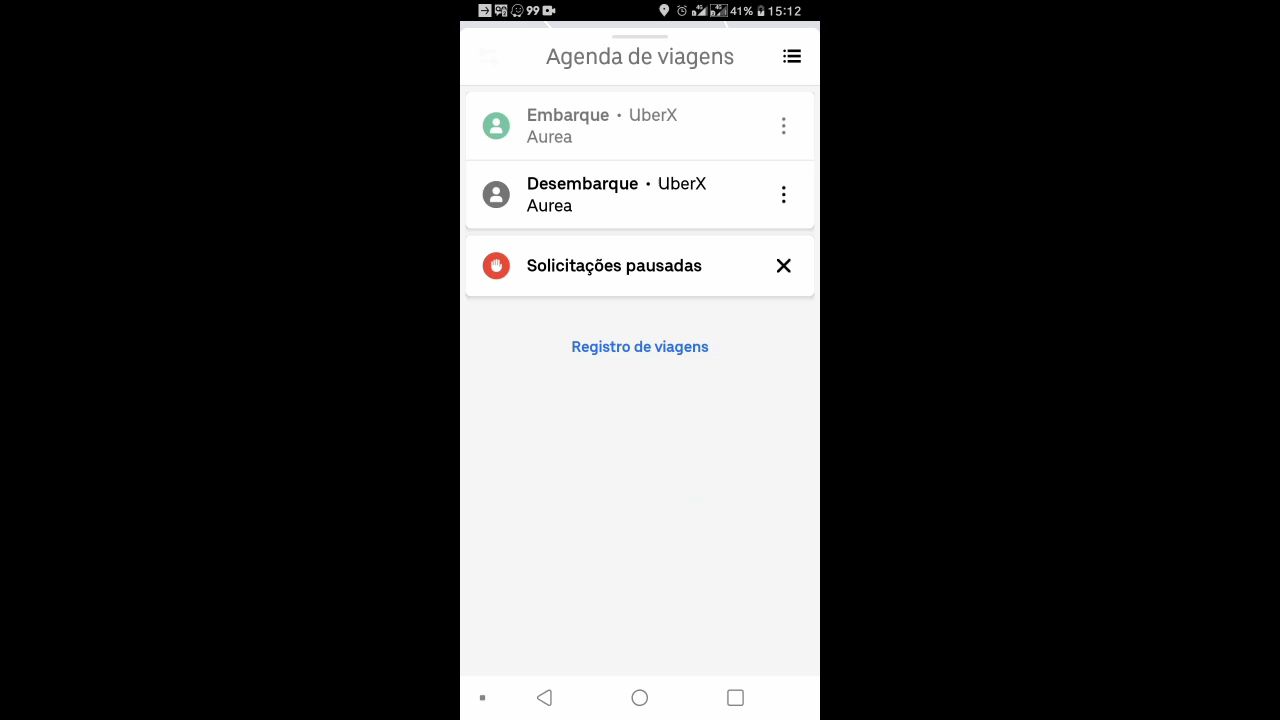 99 41% 15:12
Agenda de viagens
Embarque • UberX
Aurea
Desembarque • UberX
Aurea
Solicitações pausadas
Registro de viagens